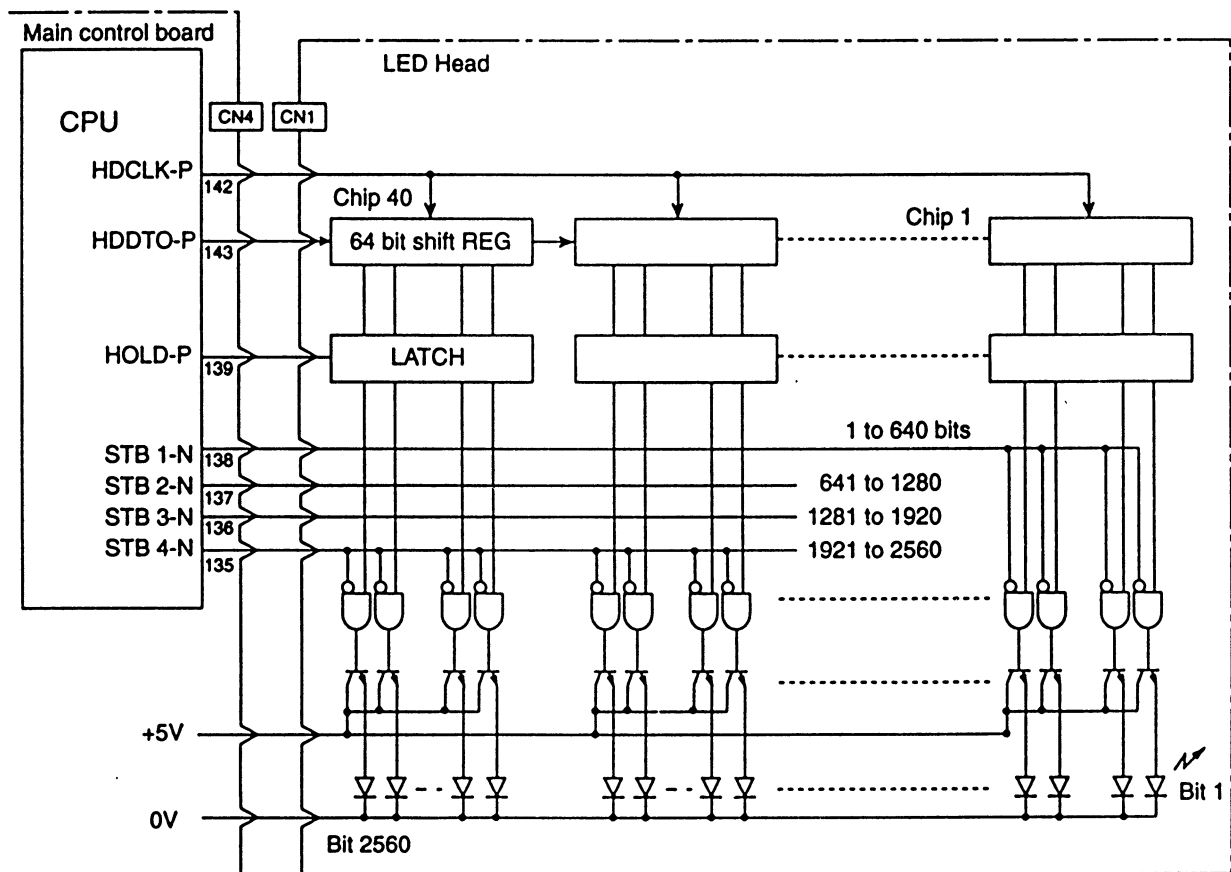 Main control board
LED Head
CPU
CN4
CN1
HDCLK-P
142
Chip 40
Chip 1
HDDTO-P
143
64 bit shift REG
HOLD-P
139
LATCH
1 to 640 bits
STB 1-N
138
STB 2-N
137
641 to 1280
STB 3-N
136
1281 to 1920
STB 4-N
135
1921 to 2560
+5V
Bit 1
0V
Bit 2560